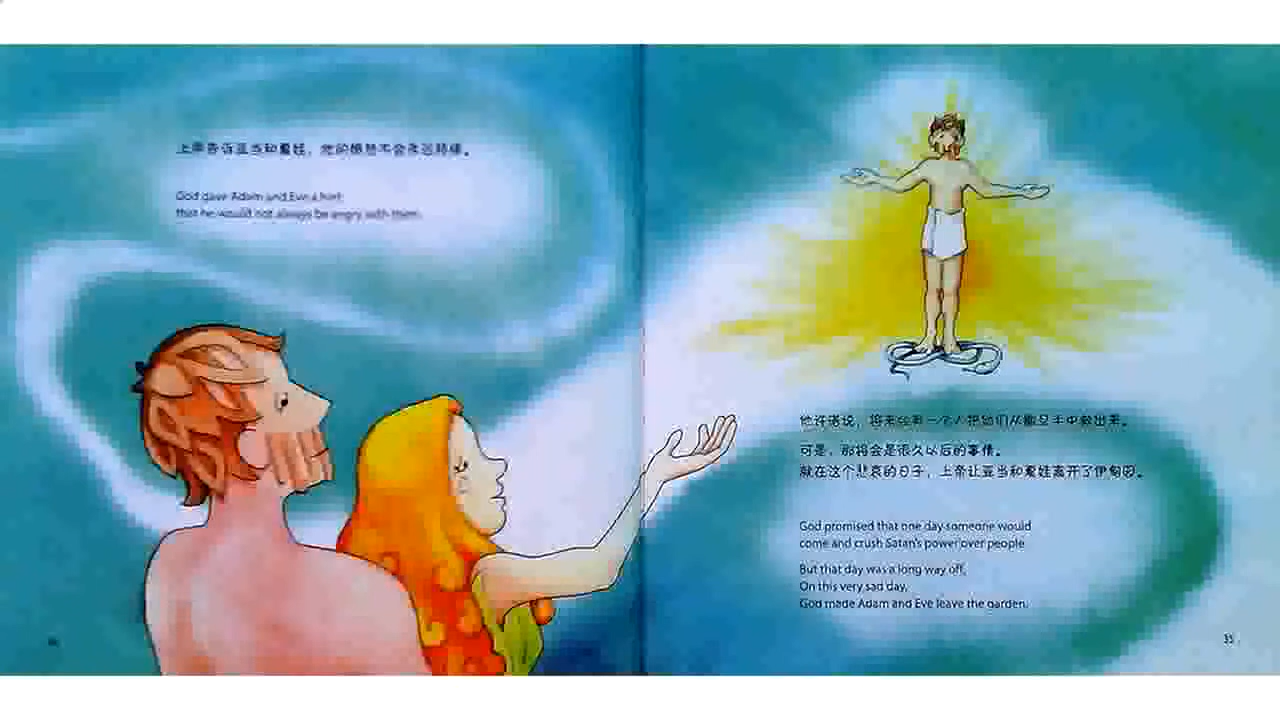 上帝告诉亚当和夏娃，他的愤怒不会永远持续。
God gave Adam and Eve a hint
that he would not always be angry with them.
他许诺说，将来会有一个人把他们从撒旦手中救出来。
可是，那将会是很久以后的事情。
就在这个悲哀的日子，上帝让亚当和夏娃离开了伊甸园。
God promised that one day someone would
come and crush Satan's power over people.
But that day was a long way off.
On this very sad day,
God made Adam and Eve leave the garden.
35